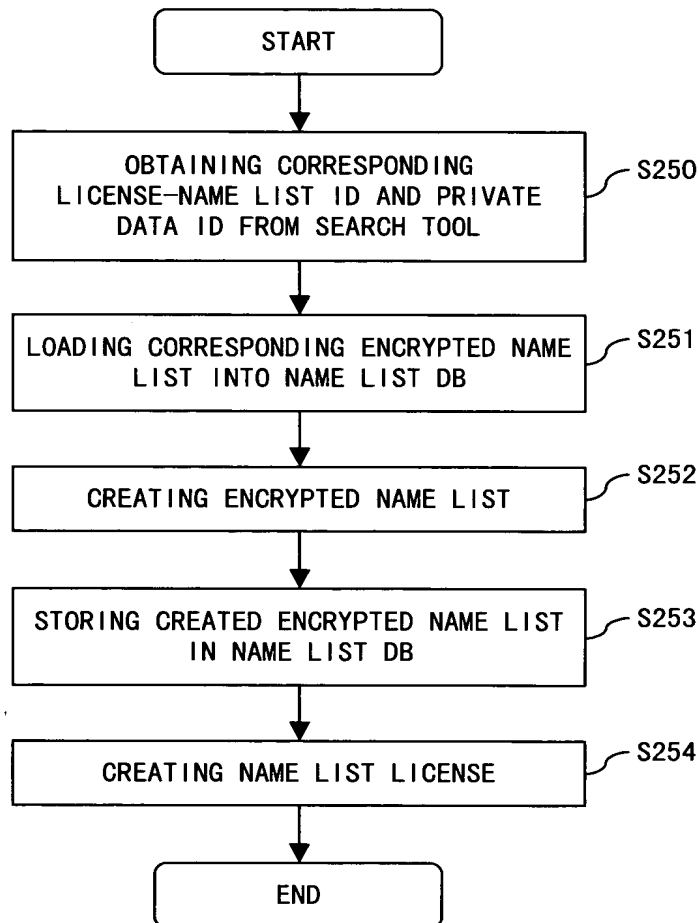 START
OBTAINING CORRESPONDING
LICENSE-NAME LIST ID AND PRIVATE
DATA ID FROM SEARCH TOOL
S250
LOADING CORRESPONDING ENCRYPTED NAME
LIST INTO NAME LIST DB
S251
CREATING ENCRYPTED NAME LIST
S252
STORING CREATED ENCRYPTED NAME LIST
IN NAME LIST DB
S253
CREATING NAME LIST LICENSE
S254
END